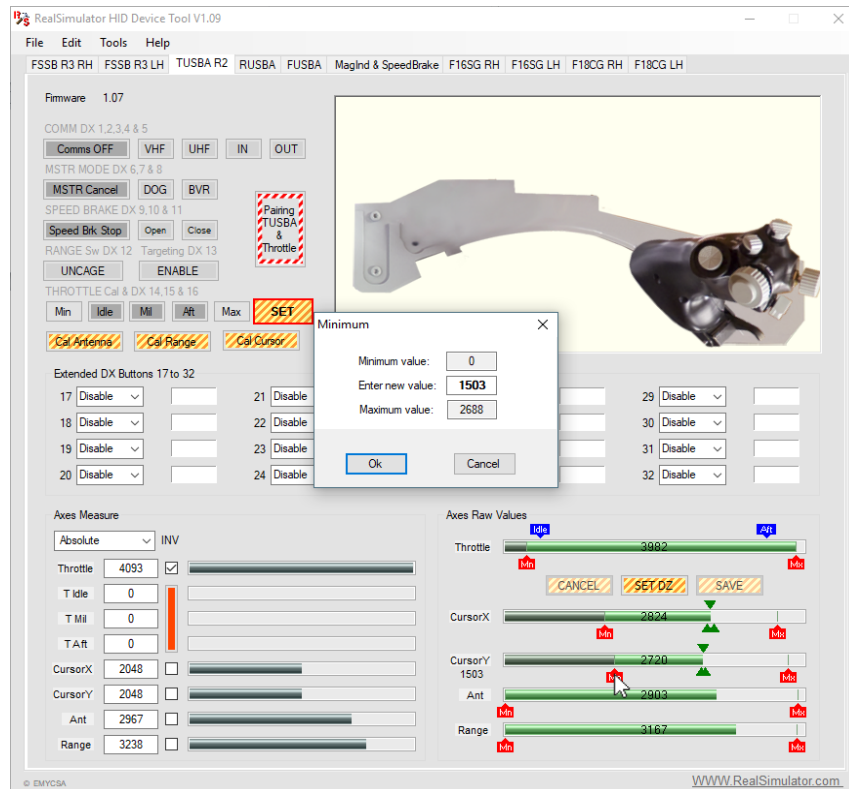 RealSimulator HID Device Tool V1.09
File Edit Tools Help
FSSB R3 RH FSSB R3 LH TUSBA R2 RUSBA FUSBA MagInd & SpeedBrake F16SG RH F16SG LH F18CG RH F18CG LH
Firmware 1.07
COMM DX 1,2,3,4 & 5
Comms OFF VHF UHF IN OUT
MSTR MODE DX 6,7 & 8
MSTR Cancel DOG BVR
SPEED BRAKE DX 9,10 & 11
Speed Brk Stop Open Close
RANGE Sw DX 12 Targeting DX 13
UNCAGE ENABLE
Pairing
TUSBA
&
Throttle
THROTTLE Cal & DX 14,15 & 16
Min Idle Mil Aft Max SET
Cal Antenna Cal Range Cal Cursor
Minimum
Minimum value: 0
Enter new value: 1503
Maximum value: 2688
Ok Cancel
Extended DX Buttons 17 to 32
17 Disable 21 Disable 29 Disable
18 Disable 22 Disable 30 Disable
19 Disable 23 Disable 31 Disable
20 Disable 24 Disable 32 Disable
Axes Measure
Absolute INV
Throttle 4093
T Idle 0
T Mil 0
T Aft 0
CursorX 2048
CursorY 2048
Ant 2967
Range 3238
Axes Raw Values
Idle Aft
Throttle 3982
Mn Mx
CANCEL SET DZ SAVE
CursorX 2824
Mn Mx
CursorY 2720
1503
Mn Mx
Ant 2903
Mn Mx
Range 3167
Mn Mx
© EMYCSA WWW.RealSimulator.com